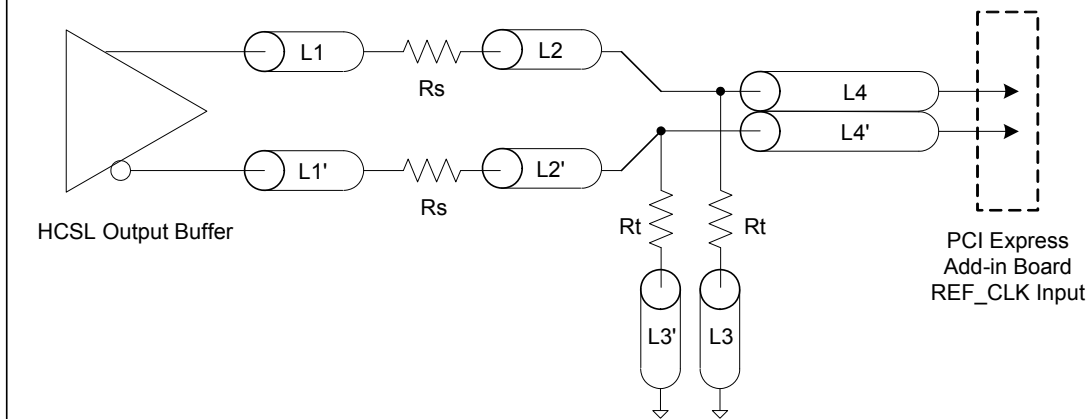 L1
Rs
L2
L4
L4'
L1'
Rs
L2'
HCSL Output Buffer
Rt
Rt
L3'
L3
PCI Express
Add-in Board
REF_CLK Input